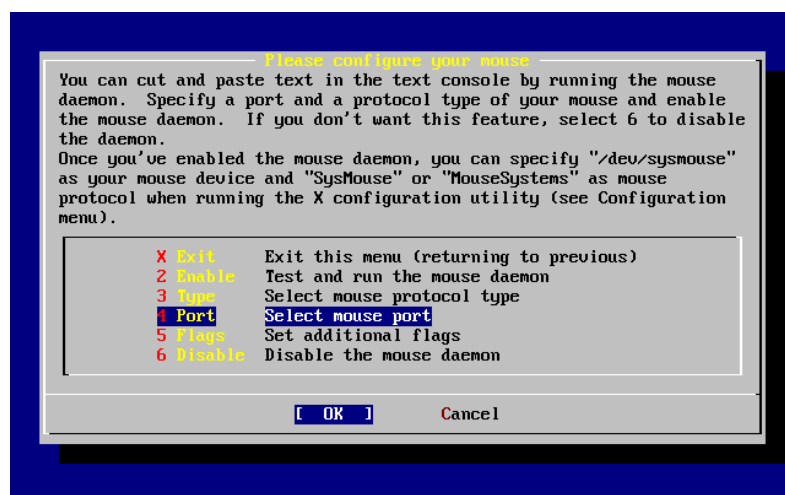 Please configure your mouse
You can cut and paste text in the text console by running the mouse
daemon.  Specify a port and a protocol type of your mouse and enable
the mouse daemon.  If you don't want this feature, select 6 to disable
the daemon.
Once you've enabled the mouse daemon, you can specify "/dev/sysmouse"
as your mouse device and "SysMouse" or "MouseSystems" as mouse
protocol when running the X configuration utility (see Configuration
menu).
X Exit Exit this menu (returning to previous)
2 Enable Test and run the mouse daemon
3 Type Select mouse protocol type
4 Port Select mouse port
5 Flags Set additional flags
6 Disable Disable the mouse daemon
[ OK ] Cancel